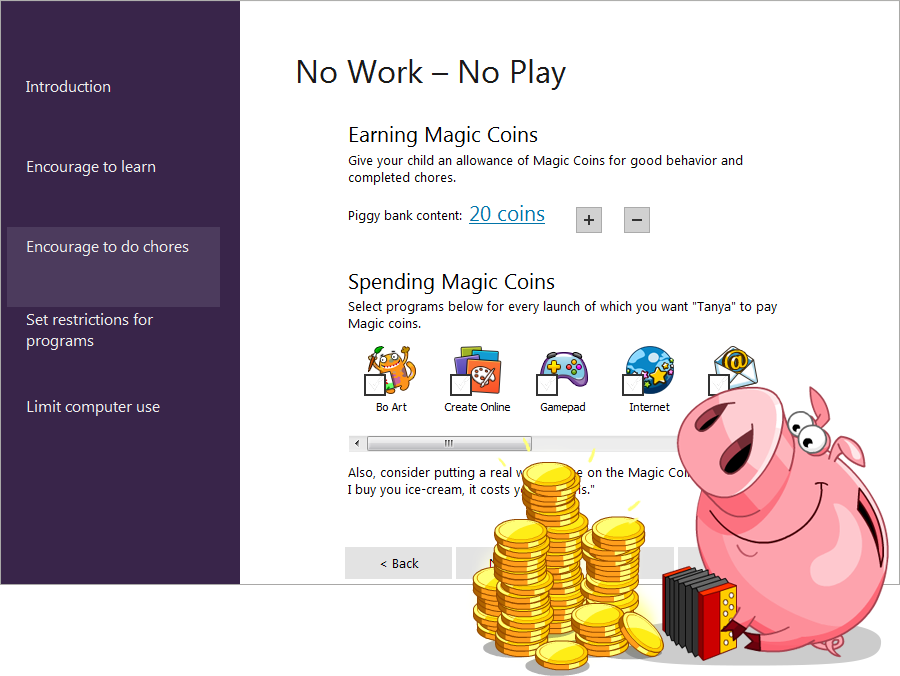 Introduction
Encourage to learn
Encourage to do chores
Set restrictions for
programs
Limit computer use
No Work – No Play
Earning Magic Coins
Give your child an allowance of Magic Coins for good behavior and
completed chores.
Piggy bank content: 20 coins + −
Spending Magic Coins
Select programs below for every launch of which you want "Tanya" to pay
Magic coins.
Bo Art Create Online Gamepad Internet
Also, consider putting a real on the Magic
I buy you ice-cream, it costs
< Back